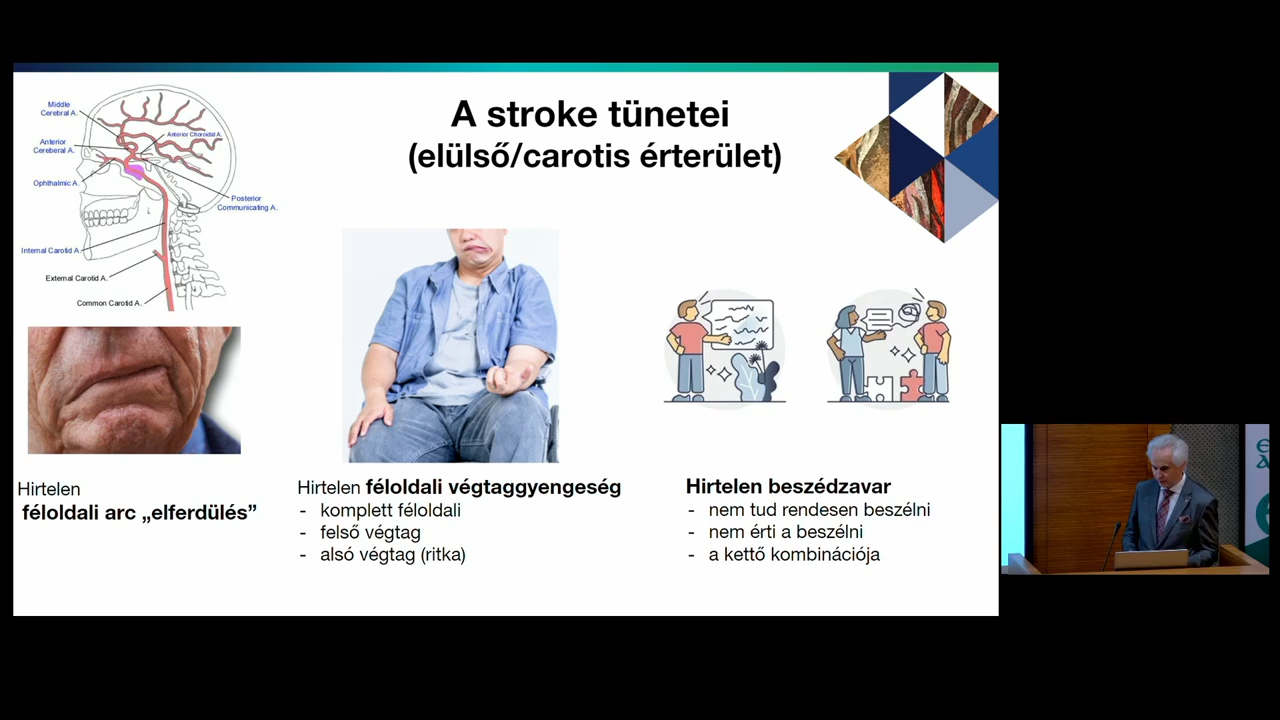 A stroke tünetei
(elülső/carotis érterület)
Middle
Cerebral A.
Anterior Choroidal A.
Anterior
Cereberal A.
Ophthalmic A.
Posterior
Communicating A.
Internal Carotid A.
External Carotid A.
Common Carotid A.
Hirtelen
féloldali arc „elferdülés”
Hirtelen féloldali végtaggyengeség
- komplett féloldali
- felső végtag
- alsó végtag (ritka)
Hirtelen beszédzavar
- nem tud rendesen beszélni
- nem érti a beszélni
- a kettő kombinációja